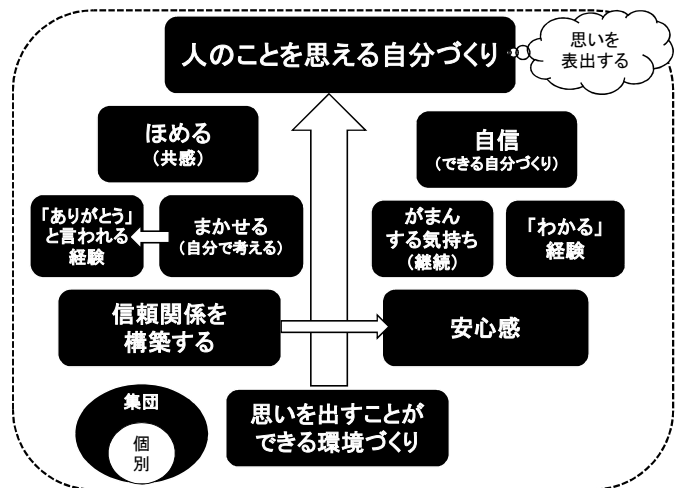 人のことを思える自分づくり
思いを
表出する
ほめる
（共感）
自信
（できる自分づくり）
「ありがとう」
と言われる
経験
まかせる
（自分で考える）
がまん
する気持ち
（継続）
「わかる」
経験
信頼関係を
構築する
安心感
集団
個
別
思いを出すことが
できる環境づくり